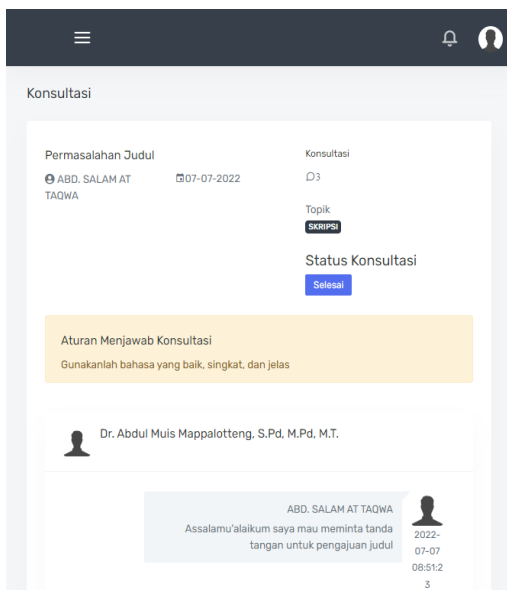 Konsultasi
Permasalahan Judul
ABD. SALAM AT
TAQWA
07-07-2022
Konsultasi
3
Topik
SKRIPSI
Status Konsultasi
Selesai
Aturan Menjawab Konsultasi
Gunakanlah bahasa yang baik, singkat, dan jelas
Dr. Abdul Muis Mappalotteng, S.Pd, M.Pd, M.T.
ABD. SALAM AT TAQWA
Assalamu'alaikum saya mau meminta tanda
tangan untuk pengajuan judul
2022-
07-07
08:51:2
3